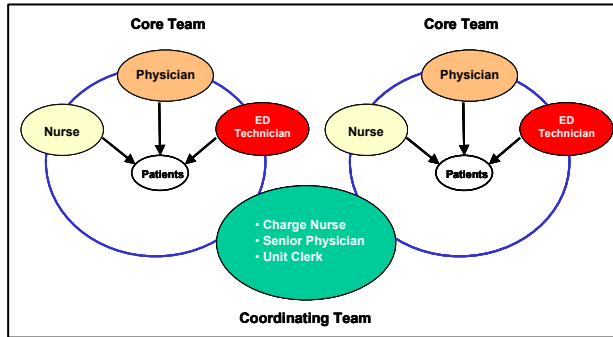 Core Team
Core Team
Physician
Physician
Nurse
ED
Technician
Nurse
ED
Technician
Patients
Patients
• Charge Nurse
• Senior Physician
• Unit Clerk
Coordinating Team